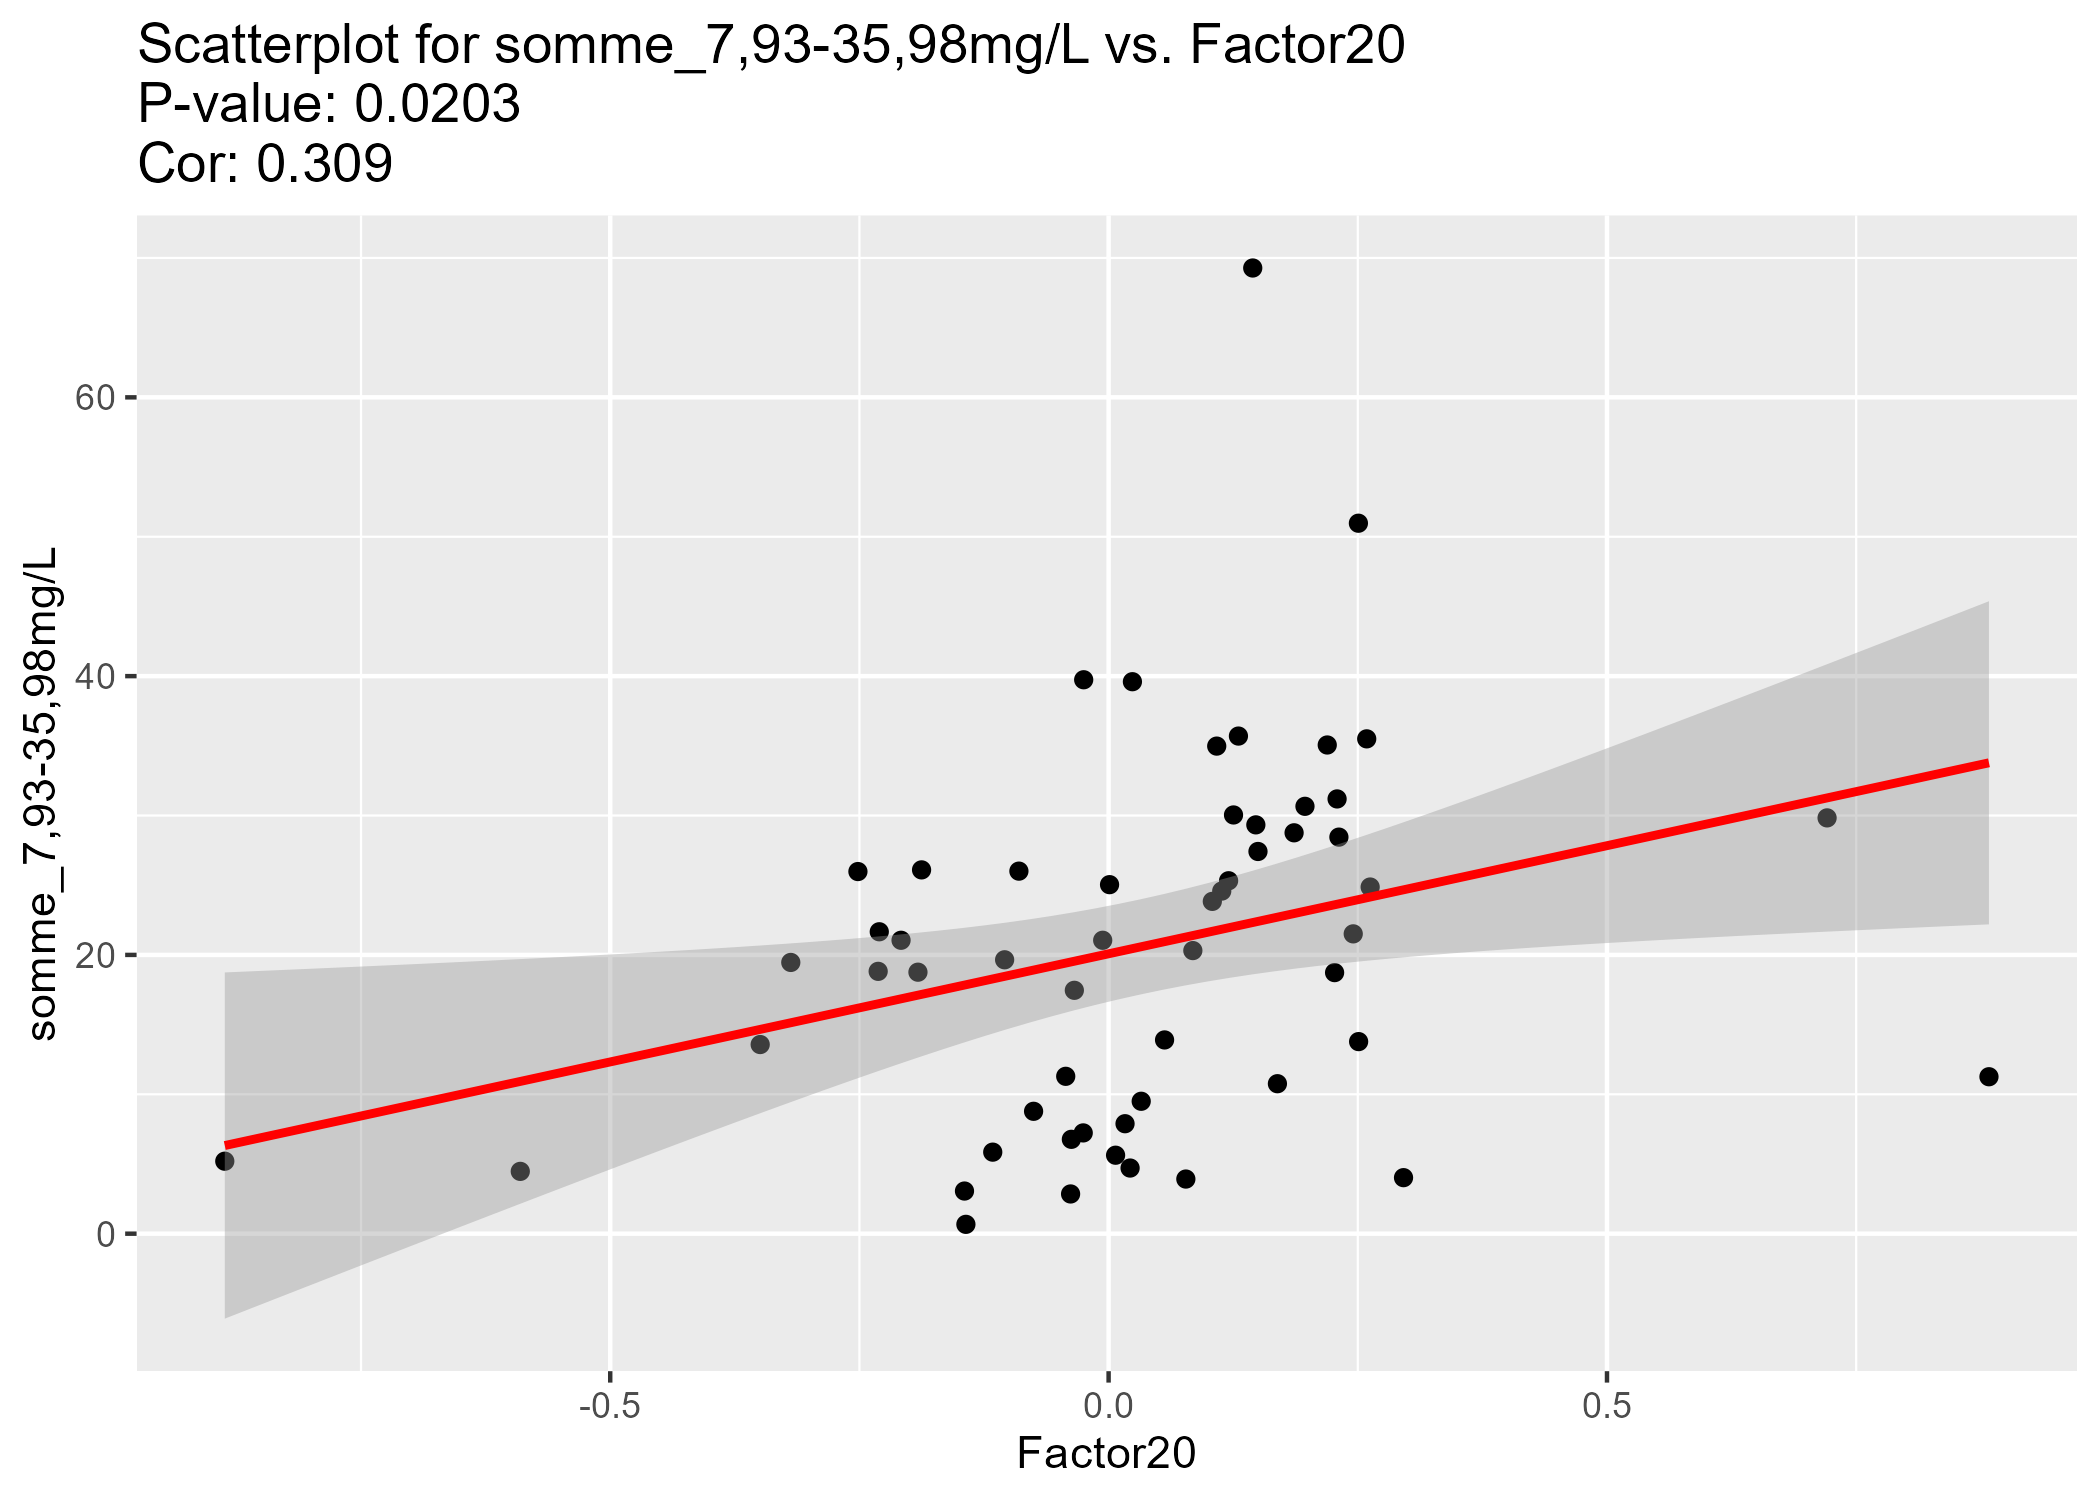 Scatterplot for somme_7,93-35,98mg/L vs. Factor20
P-value: 0.0203
Cor: 0.309
somme_7,93-35,98mg/L
60
40
20
0
-0.5
0.0
0.5
Factor20